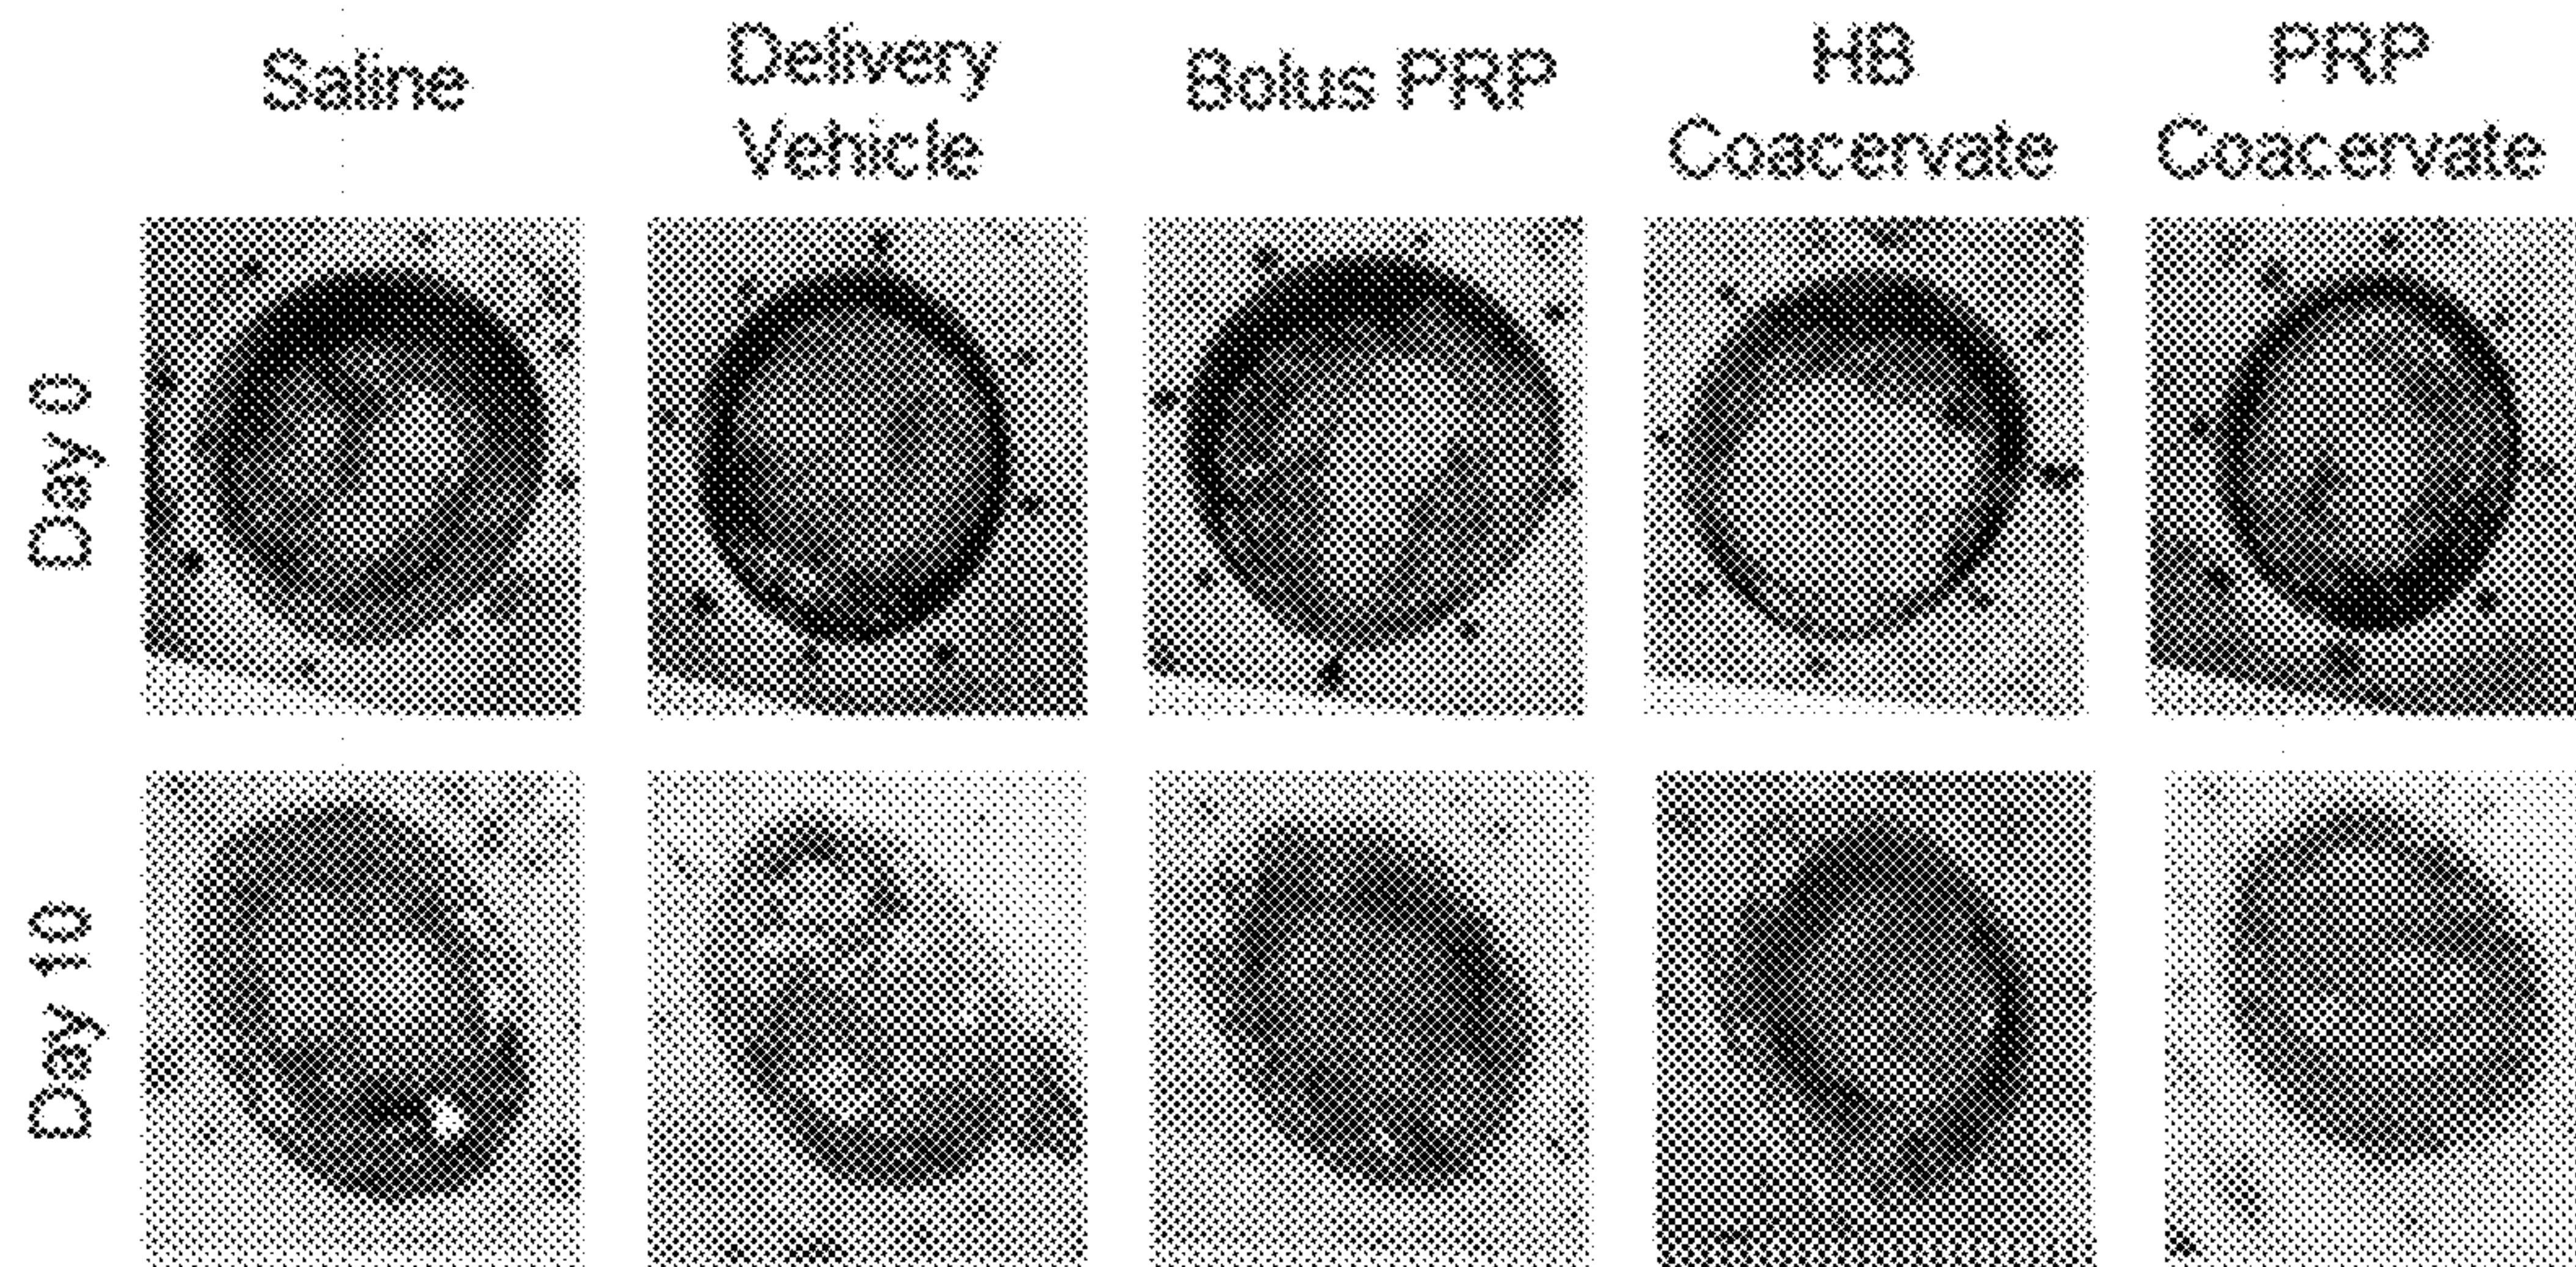 Saline
Delivery
Vehicle
Bolus PRP
HB
Coacervate
PRP
Coacervate
Day 0
Day 10